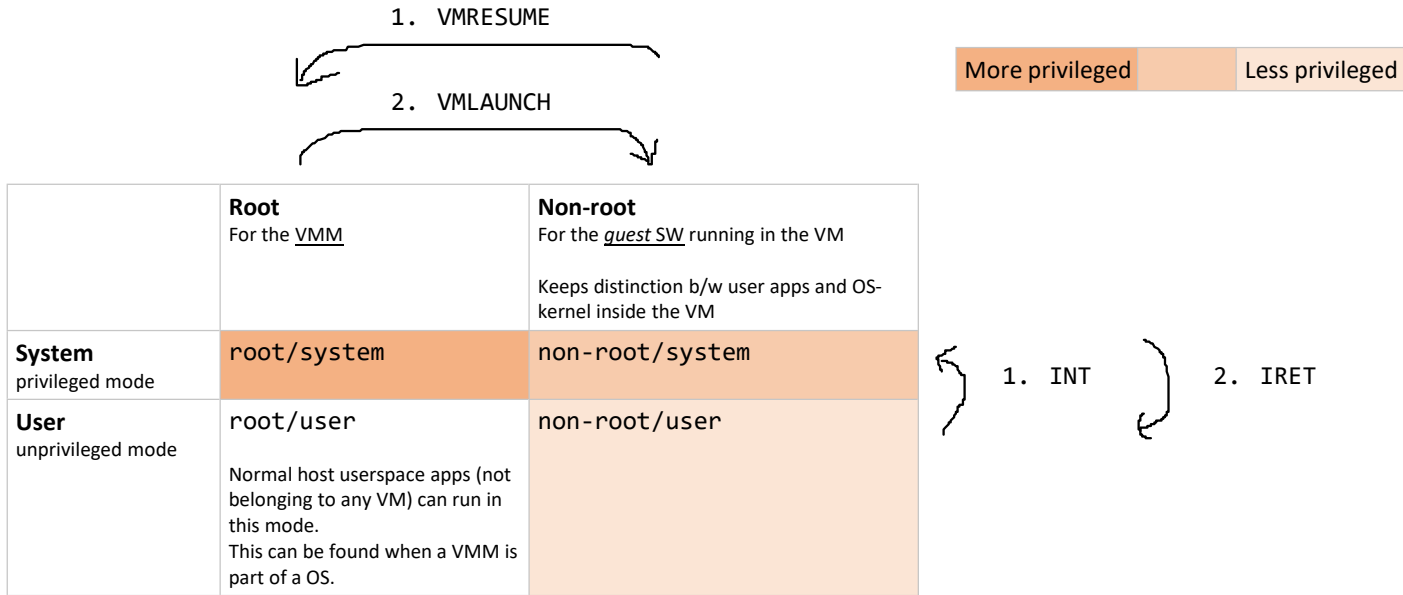 1. VMRESUME
More privileged
Less privileged
2. VMLAUNCH
Root
For the VMM
Non-root
For the guest SW running in the VM
Keeps distinction b/w user apps and OS-
kernel inside the VM
System
privileged mode
root/system
non-root/system
1. INT
2. IRET
User
unprivileged mode
root/user
Normal host userspace apps (not
belonging to any VM) can run in
this mode.
This can be found when a VMM is
part of a OS.
non-root/user